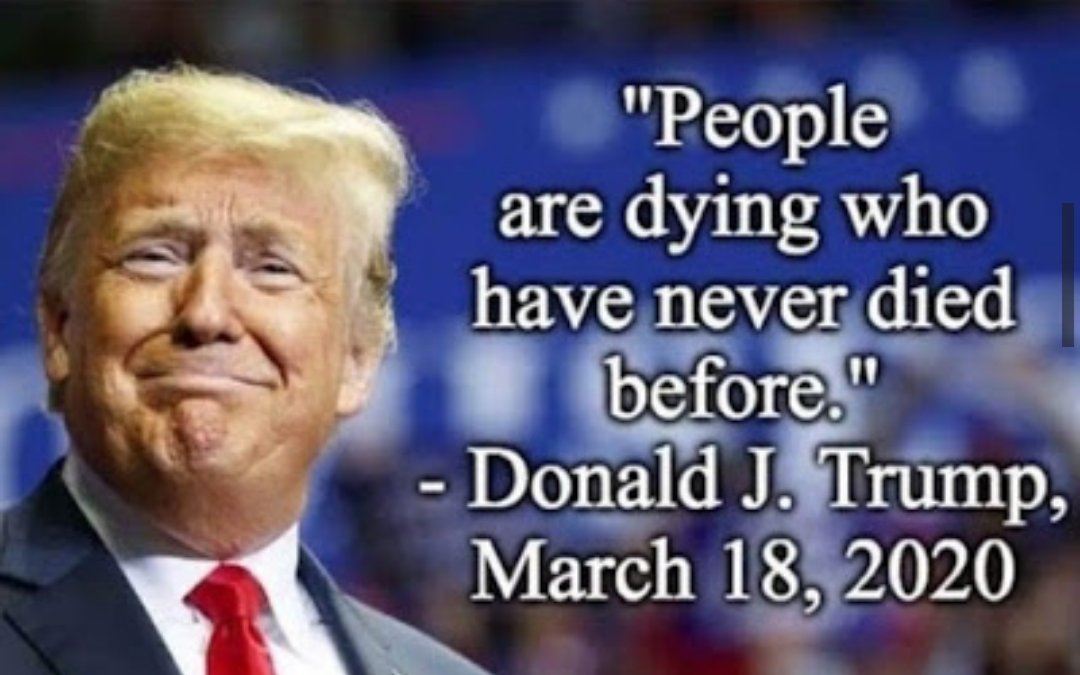 "People
are dying who
have never died
before."
- Donald J. Trump,
March 18, 2020